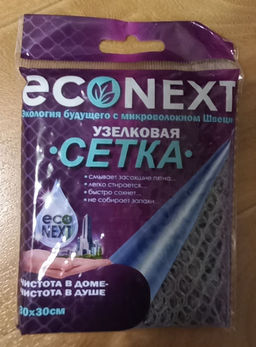 ecoNEXT
Экология будущего с микроволокном Швеции
УЗЕЛКОВАЯ
•СЕТКА•
• смывает засохшие пятна...
• легко стирается...
• быстро сохнет...
• не собирает запахи...
eco
NEXT
ЧИСТОТА В ДОМЕ-
ЧИСТОТА В ДУШЕ
30х30см